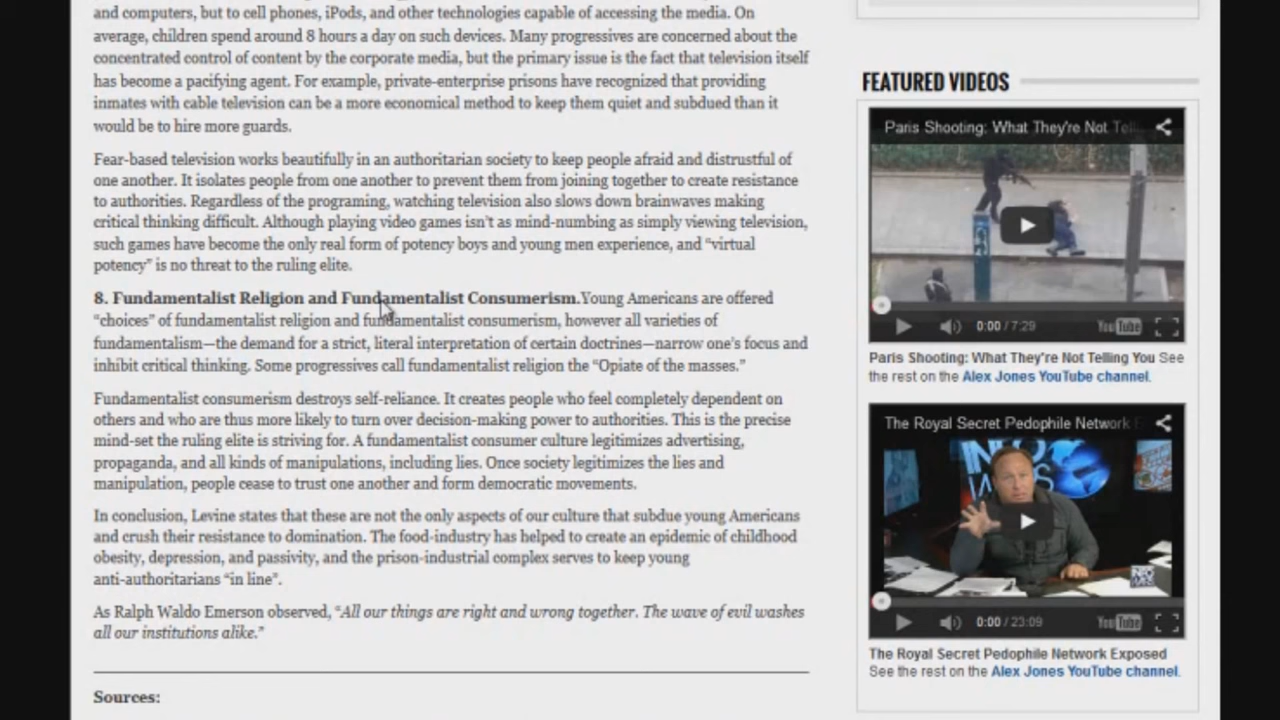 and computers, but to cell phones, iPods, and other technologies capable of accessing the media. On
average, children spend around 8 hours a day on such devices. Many progressives are concerned about the
concentrated control of content by the corporate media, but the primary issue is the fact that television itself
has become a pacifying agent. For example, private-enterprise prisons have recognized that providing
inmates with cable television can be a more economical method to keep them quiet and subdued than it
would be to hire more guards.
Fear-based television works beautifully in an authoritarian society to keep people afraid and distrustful of
one another. It isolates people from one another to prevent them from joining together to create resistance
to authorities. Regardless of the programing, watching television also slows down brainwaves making
critical thinking difficult. Although playing video games isn’t as mind-numbing as simply viewing television,
such games have become the only real form of potency boys and young men experience, and “virtual
potency” is no threat to the ruling elite.
8. Fundamentalist Religion and Fundamentalist Consumerism.Young Americans are offered
“choices” of fundamentalist religion and fundamentalist consumerism, however all varieties of
fundamentalism—the demand for a strict, literal interpretation of certain doctrines—narrow one’s focus and
inhibit critical thinking. Some progressives call fundamentalist religion the “Opiate of the masses.”
Fundamentalist consumerism destroys self-reliance. It creates people who feel completely dependent on
others and who are thus more likely to turn over decision-making power to authorities. This is the precise
mind-set the ruling elite is striving for. A fundamentalist consumer culture legitimizes advertising,
propaganda, and all kinds of manipulations, including lies. Once society legitimizes the lies and
manipulation, people cease to trust one another and form democratic movements.
In conclusion, Levine states that these are not the only aspects of our culture that subdue young Americans
and crush their resistance to domination. The food-industry has helped to create an epidemic of childhood
obesity, depression, and passivity, and the prison-industrial complex serves to keep young
anti-authoritarians “in line”.
As Ralph Waldo Emerson observed, “All our things are right and wrong together. The wave of evil washes
all our institutions alike.”
Sources:
FEATURED VIDEOS
Paris Shooting: What They're Not Tell
0:00 / 7:29
YouTube
Paris Shooting: What They're Not Telling You See
the rest on the Alex Jones YouTube channel.
The Royal Secret Pedophile Network E
0:00 / 23:09
YouTube
The Royal Secret Pedophile Network Exposed
See the rest on the Alex Jones YouTube channel.